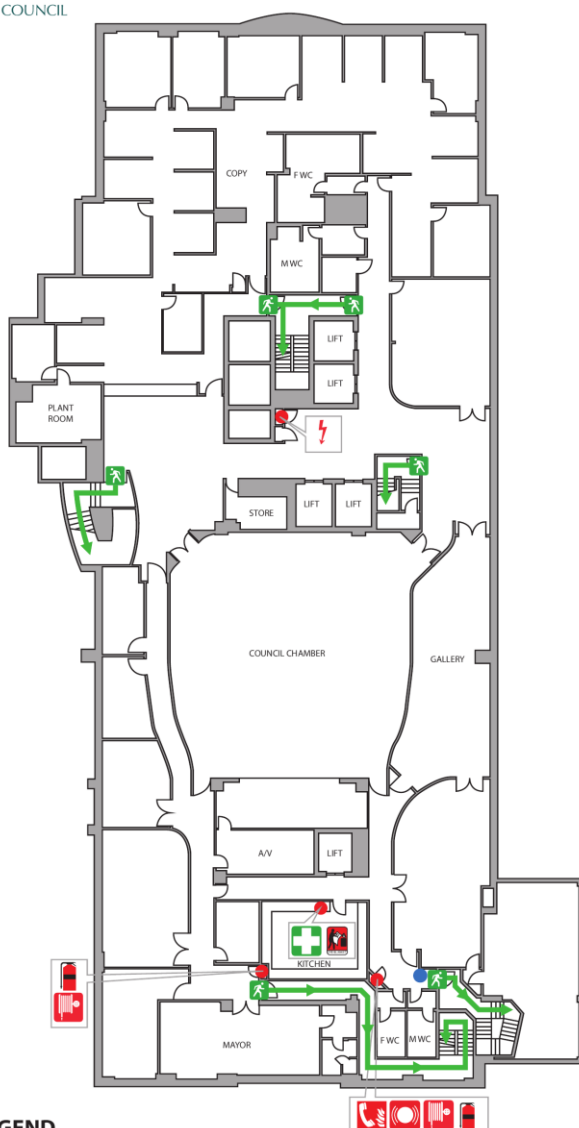 COUNCIL
COPY
F WC
M WC
LIFT
LIFT
PLANT
ROOM
STORE
LIFT
LIFT
COUNCIL CHAMBER
GALLERY
A/V
LIFT
KITCHEN
MAYOR
F WC
M WC